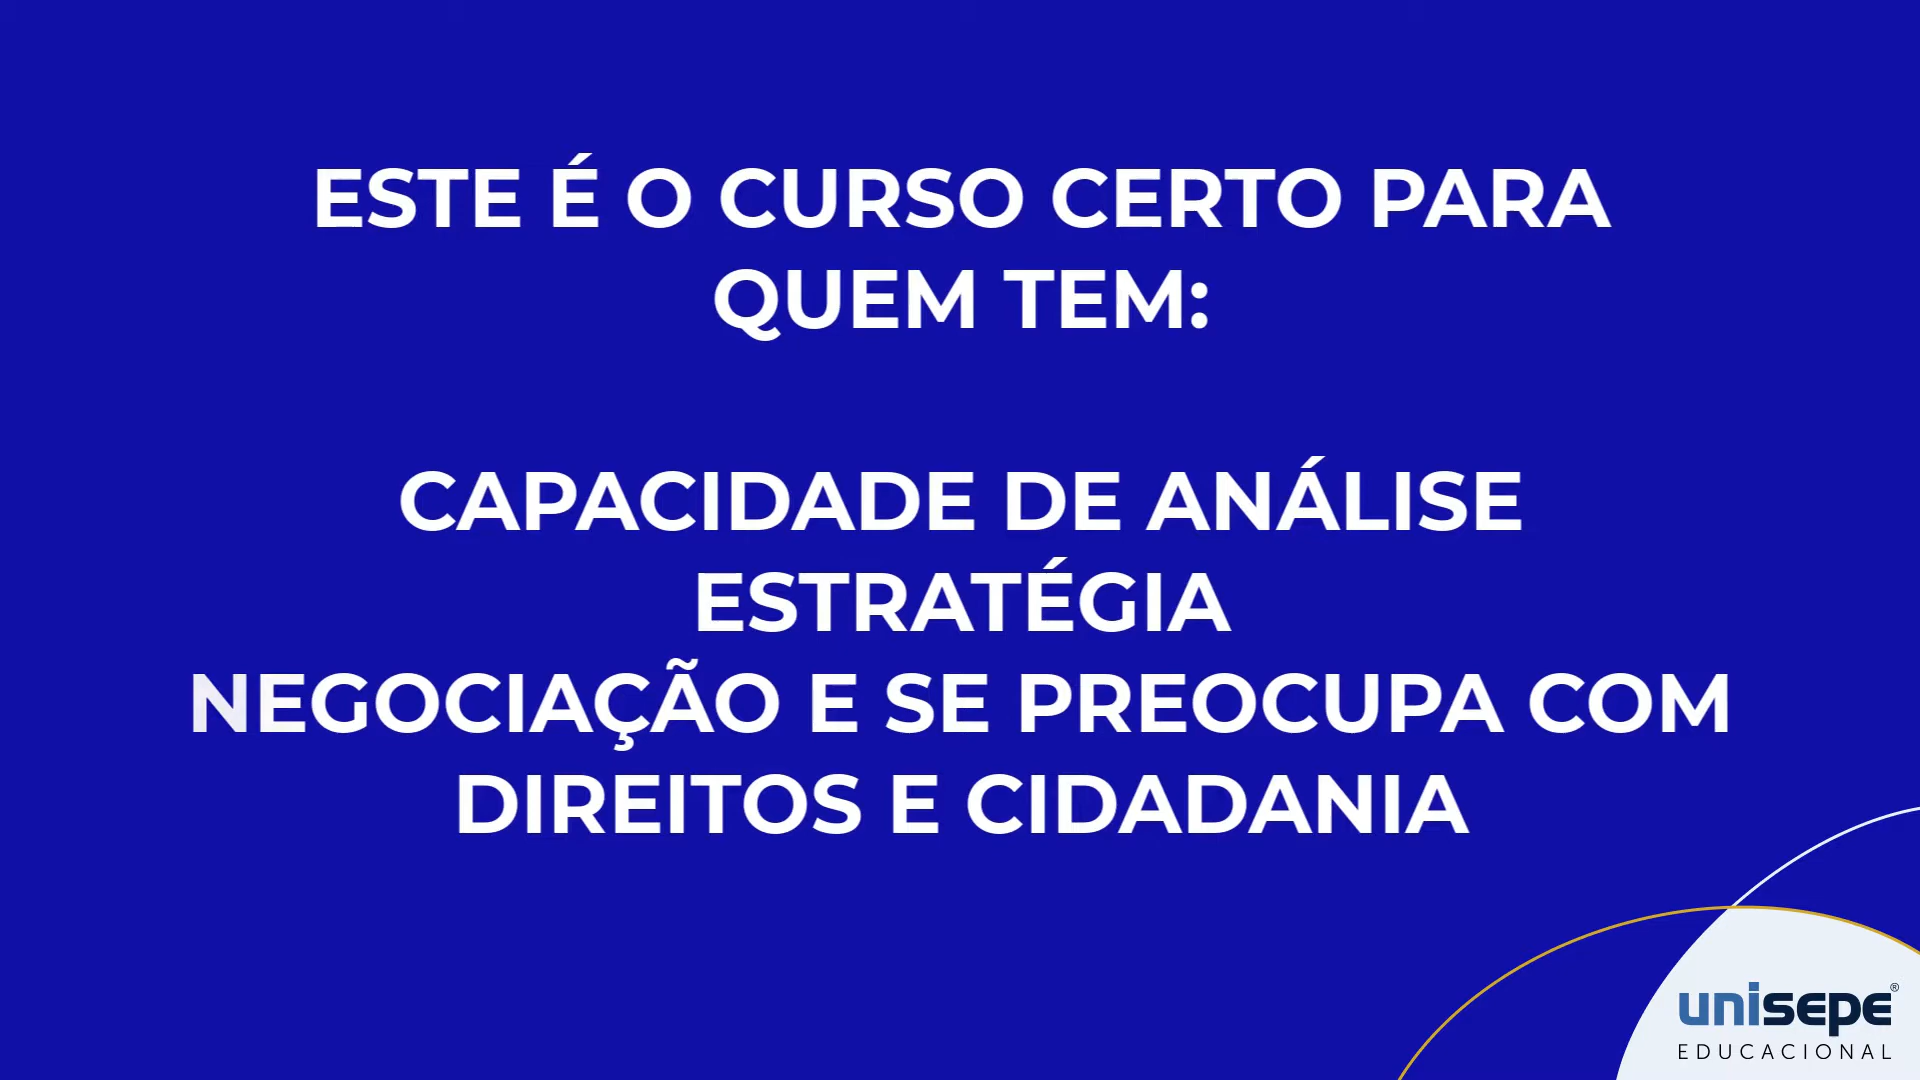 ESTE É O CURSO CERTO PARA
QUEM TEM:
CAPACIDADE DE ANÁLISE
ESTRATÉGIA
NEGOCIAÇÃO E SE PREOCUPA COM
DIREITOS E CIDADANIA
unisepe®
EDUCACIONAL